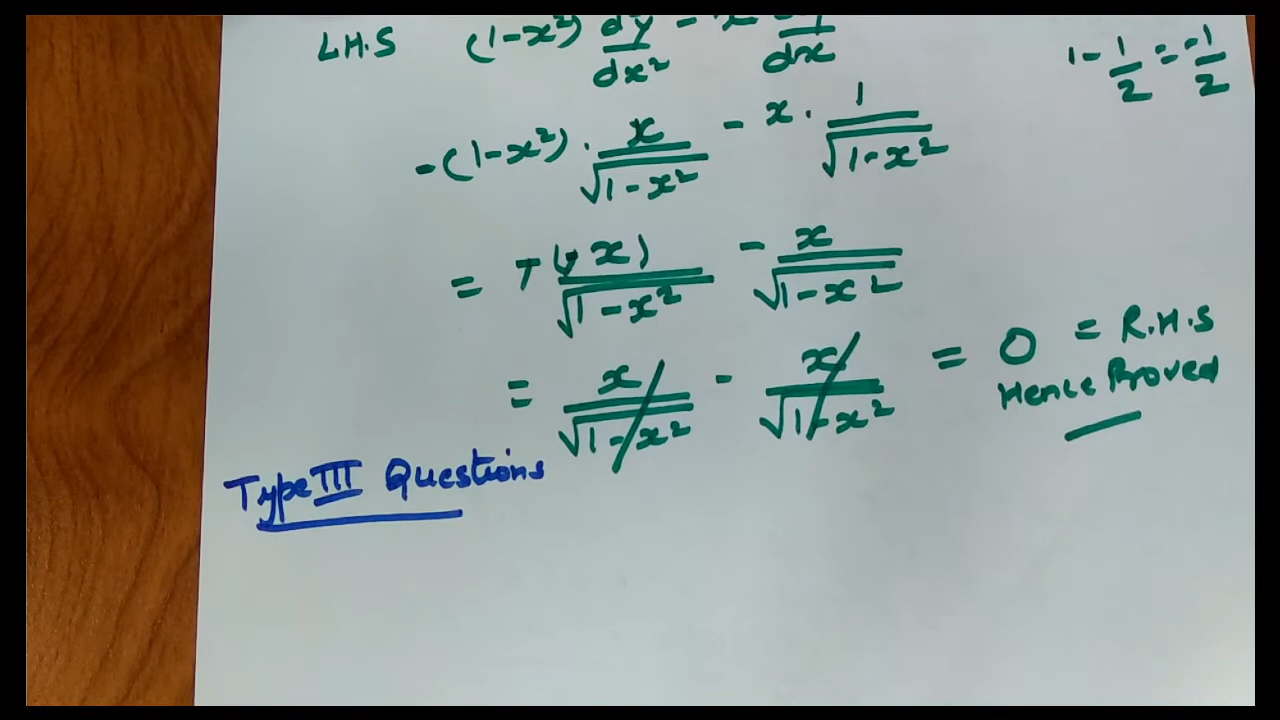 L.H.S (1-x²) d²y/dx² - x dy/dx
1 - 1/2 = -1/2
-(1-x²) . x/√1-x² - x . 1/√1-x²
= + (+x)/√1-x² - x/√1-x²
= x/√1-x² - x/√1-x² = 0 = R.H.S
Hence Proved
Type III Questions